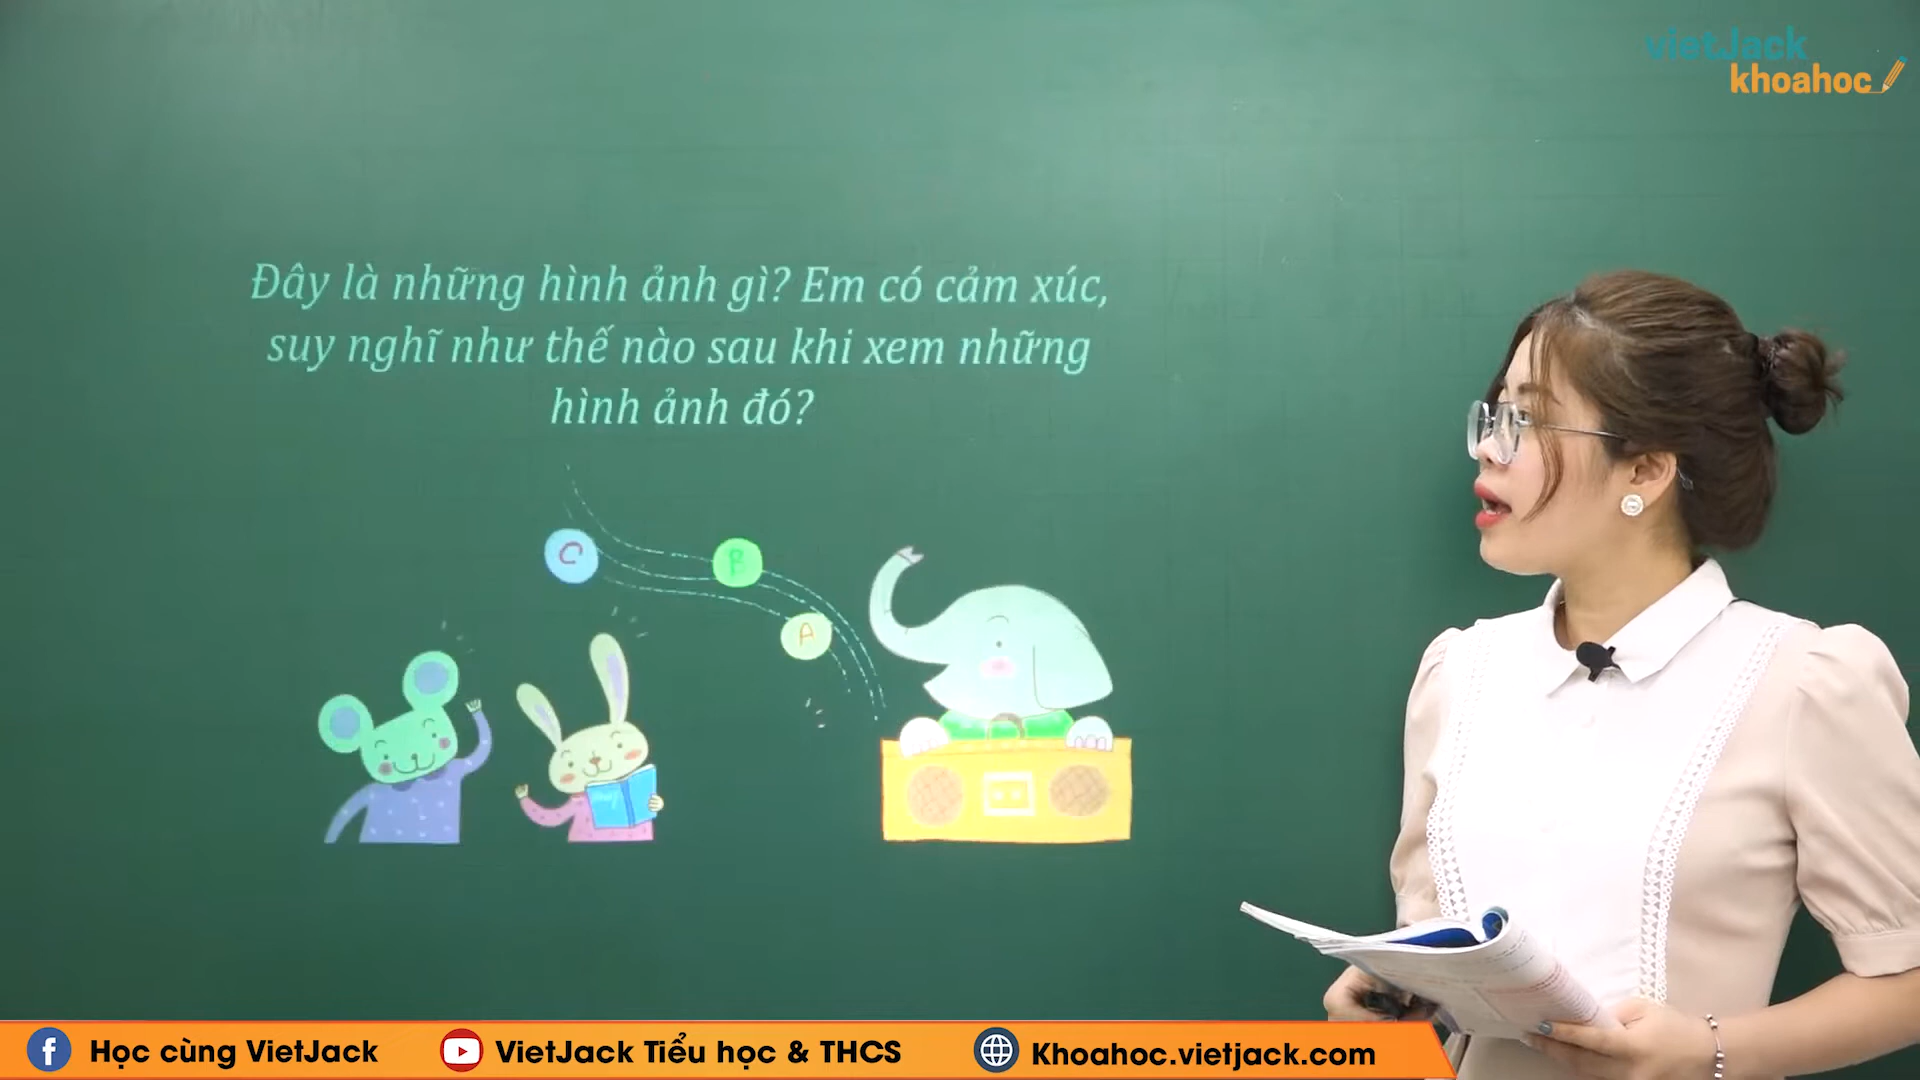 vietJack
khoahoc
Đây là những hình ảnh gì? Em có cảm xúc,
suy nghĩ như thế nào sau khi xem những
hình ảnh đó?
C
B
A
Học cùng VietJack
VietJack Tiểu học & THCS
Khoahoc.vietjack.com